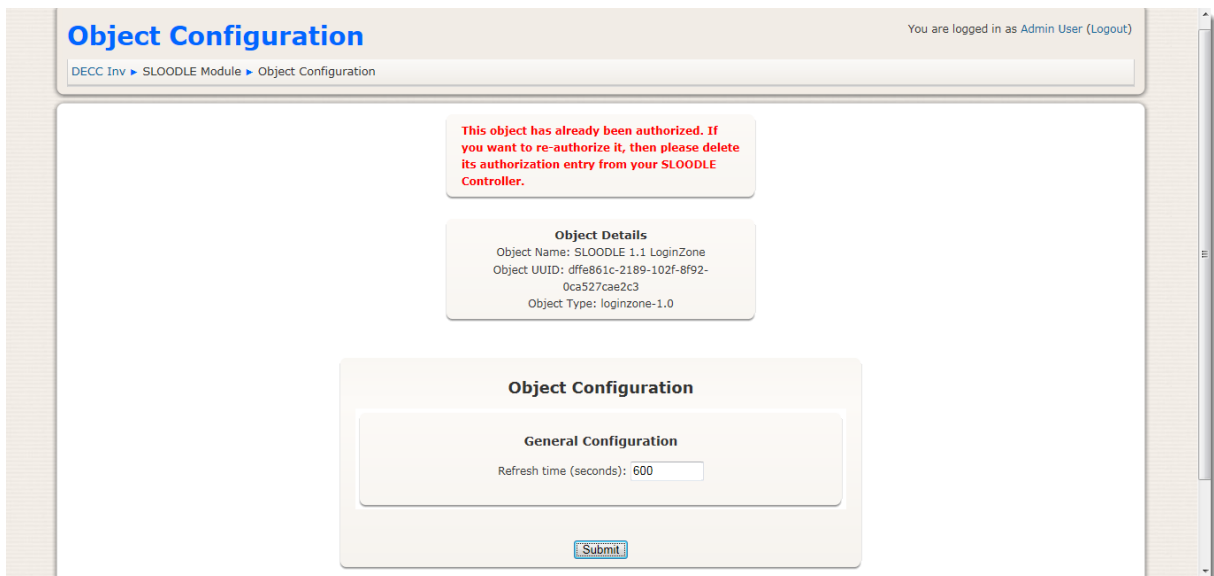 Object Configuration
You are logged in as Admin User (Logout)
DECC Inv ► SLOODLE Module ► Object Configuration
This object has already been authorized. If
you want to re-authorize it, then please delete
its authorization entry from your SLOODLE
Controller.
Object Details
Object Name: SLOODLE 1.1 LoginZone
Object UUID: dffe861c-2189-102f-8f92-
0ca527cae2c3
Object Type: loginzone-1.0
Object Configuration
General Configuration
Refresh time (seconds): 600
Submit